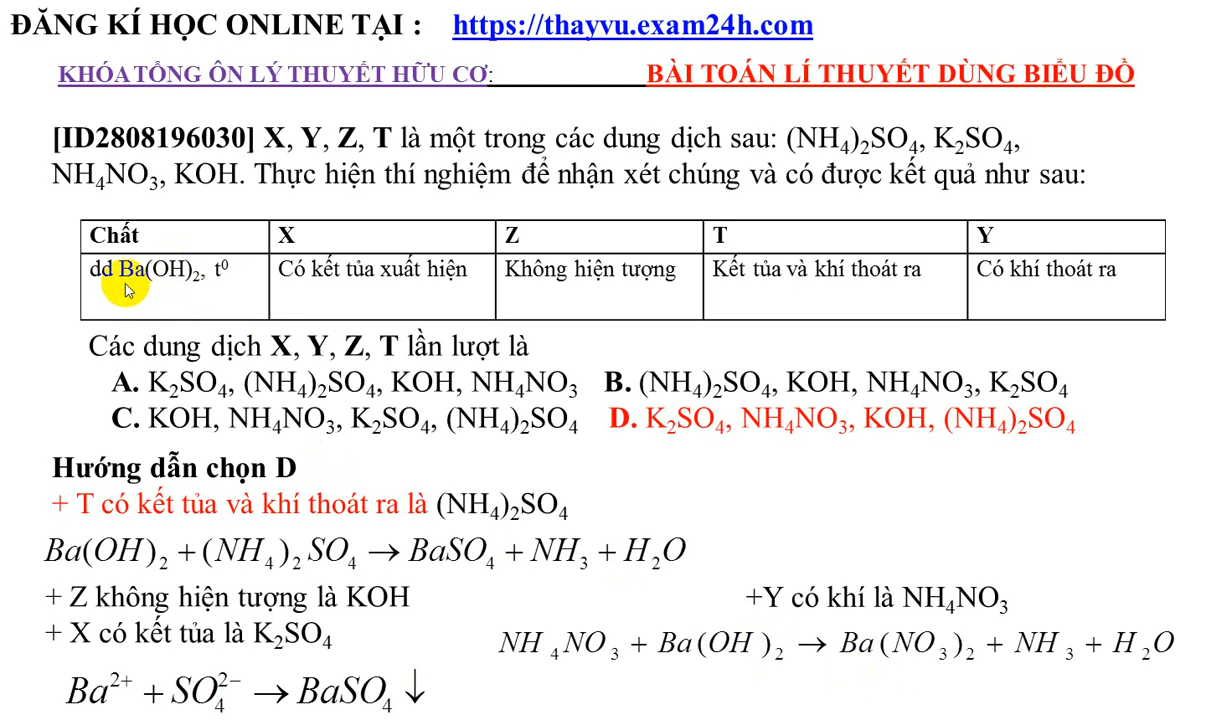 ĐĂNG KÍ HỌC ONLINE TẠI : https://thayvu.exam24h.com
KHÓA TỔNG ÔN LÝ THUYẾT HỮU CƠ: BÀI TOÁN LÍ THUYẾT DÙNG BIỂU ĐỒ
[ID2808196030] X, Y, Z, T là một trong các dung dịch sau: (NH₄)₂SO₄, K₂SO₄,
NH₄NO₃, KOH. Thực hiện thí nghiệm để nhận xét chúng và có được kết quả như sau:
Chất X Z T Y
dd Ba(OH)₂, t⁰ Có kết tủa xuất hiện Không hiện tượng Kết tủa và khí thoát ra Có khí thoát ra
Các dung dịch X, Y, Z, T lần lượt là
A. K₂SO₄, (NH₄)₂SO₄, KOH, NH₄NO₃ B. (NH₄)₂SO₄, KOH, NH₄NO₃, K₂SO₄
C. KOH, NH₄NO₃, K₂SO₄, (NH₄)₂SO₄ D. K₂SO₄, NH₄NO₃, KOH, (NH₄)₂SO₄
Hướng dẫn chọn D
+ T có kết tủa và khí thoát ra là (NH₄)₂SO₄
Ba(OH)₂ + (NH₄)₂SO₄ → BaSO₄ + NH₃ + H₂O
+ Z không hiện tượng là KOH +Y có khí là NH₄NO₃
+ X có kết tủa là K₂SO₄ NH₄NO₃ + Ba(OH)₂ → Ba(NO₃)₂ + NH₃ + H₂O
Ba²⁺ + SO₄²⁻ → BaSO₄ ↓